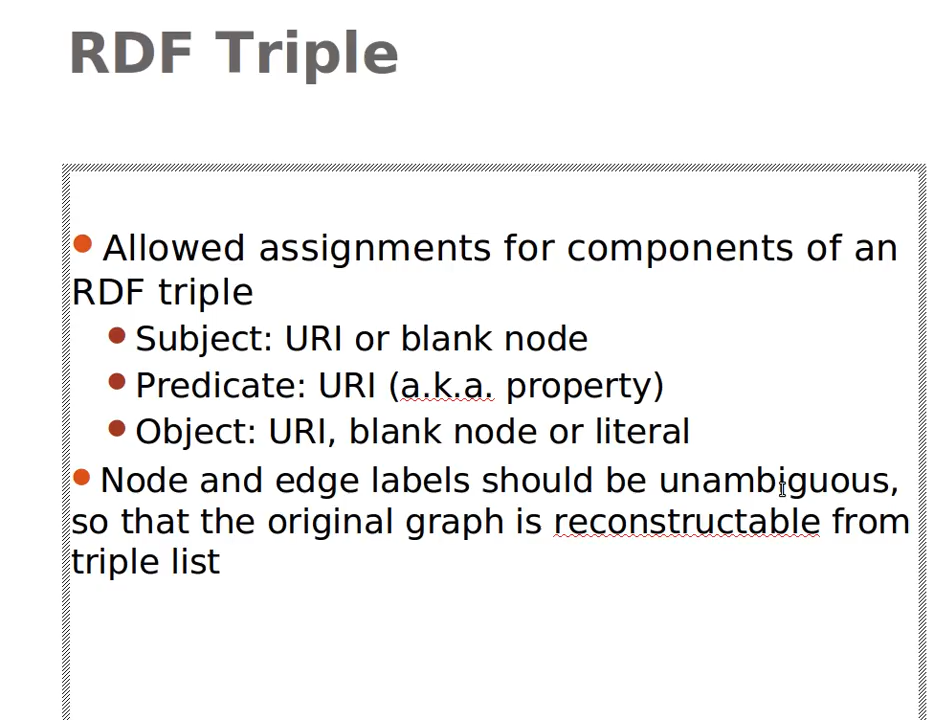 RDF Triple
Allowed assignments for components of an
RDF triple
Subject: URI or blank node
Predicate: URI (a.k.a. property)
Object: URI, blank node or literal
Node and edge labels should be unambiguous,
so that the original graph is reconstructable from
triple list